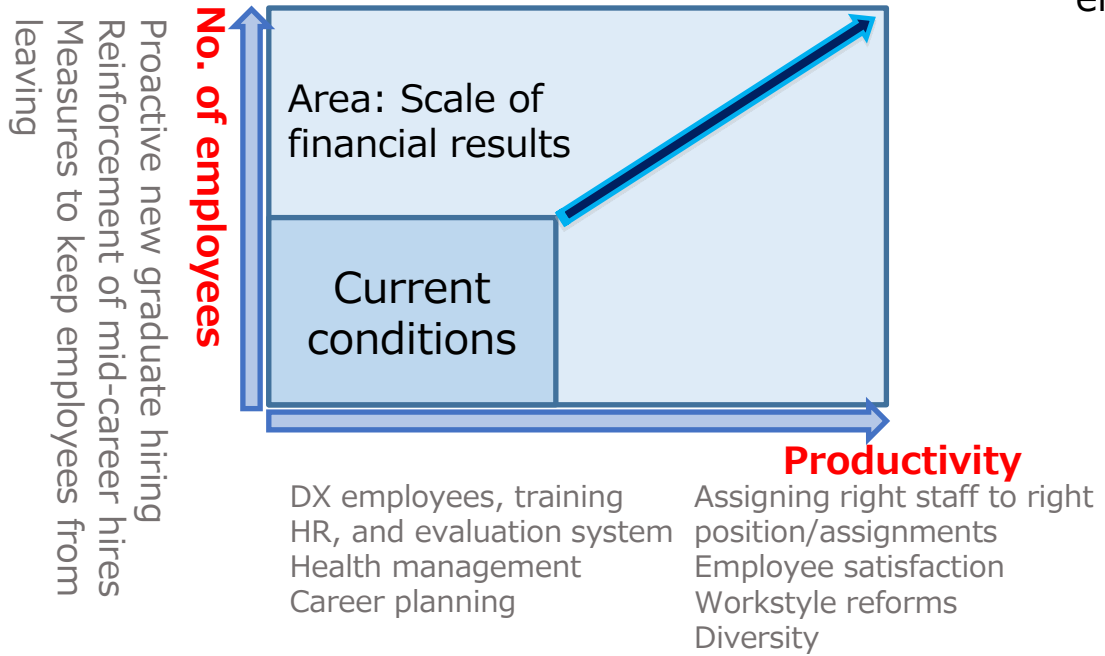 No. of employees
Proactive new graduate hiring
Reinforcement of mid-career hires
Measures to keep employees from
leaving
Area: Scale of
financial results
Current
conditions
Productivity
DX employees, training
HR, and evaluation system
Health management
Career planning
Assigning right staff to right
position/assignments
Employee satisfaction
Workstyle reforms
Diversity